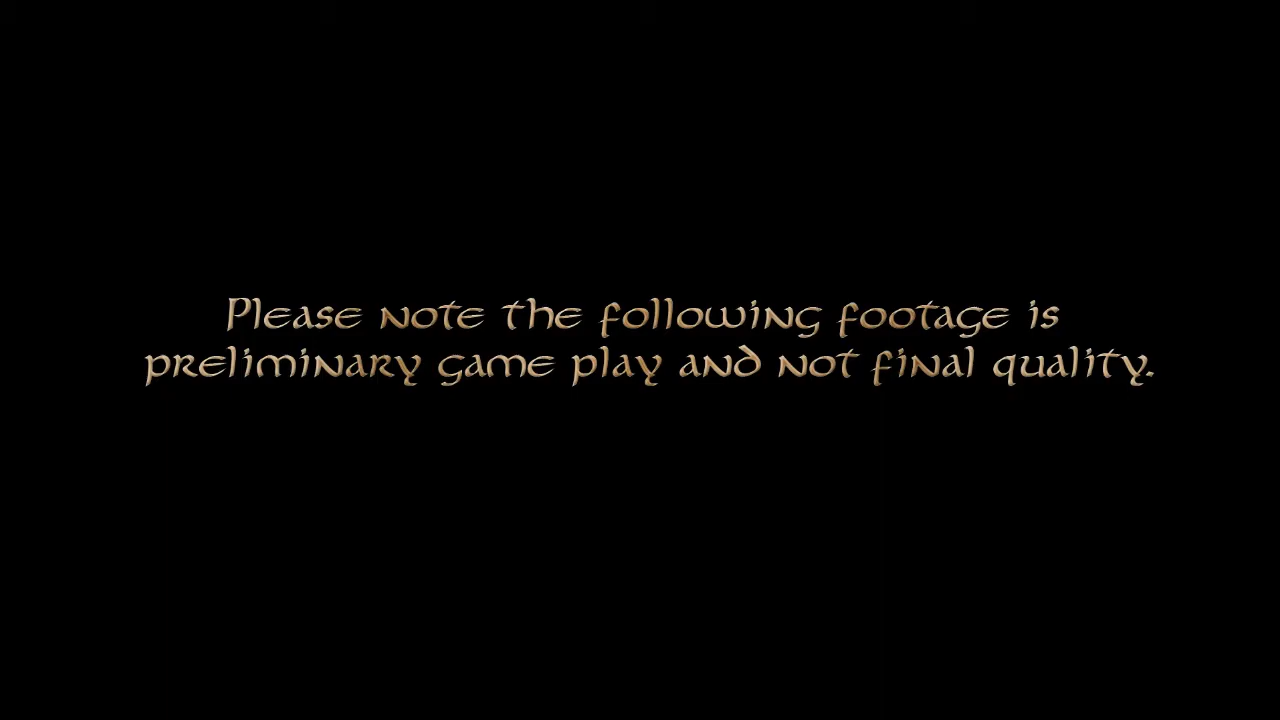 Please note the following footage is
preliminary game play and not final quality.